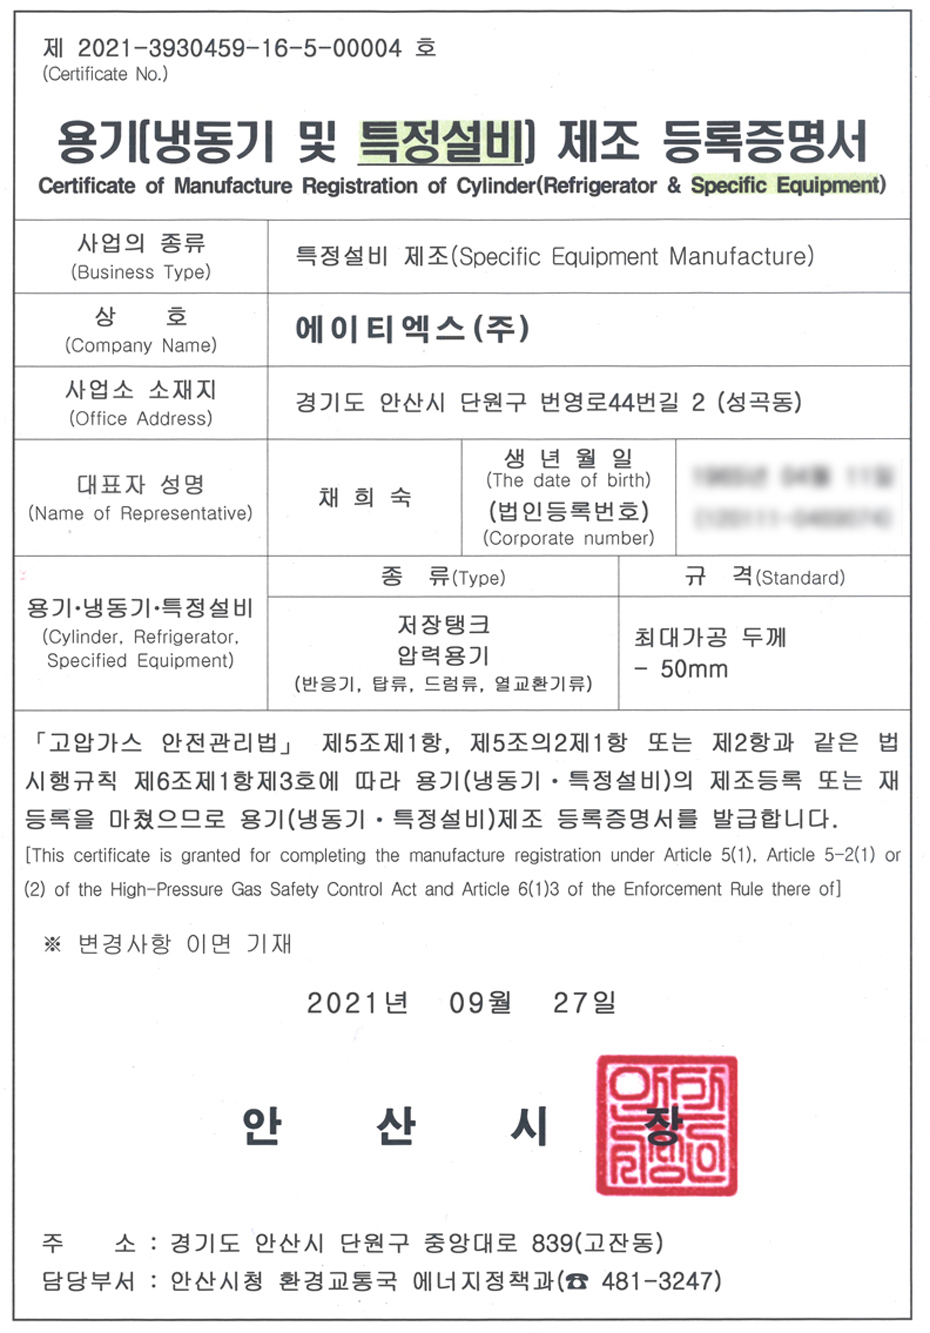 제 2021-3930459-16-5-00004 호
(Certificate No.)
용기(냉동기 및 특정설비) 제조 등록증명서
Certificate of Manufacture Registration of Cylinder(Refrigerator & Specific Equipment)
사업의 종류
(Business Type)
특정설비 제조(Specific Equipment Manufacture)
상 호
(Company Name)
에이티엑스(주)
사업소 소재지
(Office Address)
경기도 안산시 단원구 번영로44번길 2 (성곡동)
대표자 성명
(Name of Representative)
채 희 숙
생 년 월 일
(The date of birth)
(법인등록번호)
(Corporate number)
용기·냉동기·특정설비
(Cylinder, Refrigerator,
Specified Equipment)
종 류(Type)
규 격(Standard)
저장탱크
압력용기
(반응기, 탑류, 드럼류, 열교환기류)
최대가공 두께
- 50mm
「고압가스 안전관리법」 제5조제1항, 제5조의2제1항 또는 제2항과 같은 법
시행규칙 제6조제1항제3호에 따라 용기(냉동기·특정설비)의 제조등록 또는 재
등록을 마쳤으므로 용기(냉동기·특정설비)제조 등록증명서를 발급합니다.
[This certificate is granted for completing the manufacture registration under Article 5(1), Article 5-2(1) or
(2) of the High-Pressure Gas Safety Control Act and Article 6(1)3 of the Enforcement Rule there of]
※ 변경사항 이면 기재
2021년 09월 27일
안 산 시 장
주 소 : 경기도 안산시 단원구 중앙대로 839(고잔동)
담당부서 : 안산시청 환경교통국 에너지정책과(☎ 481-3247)